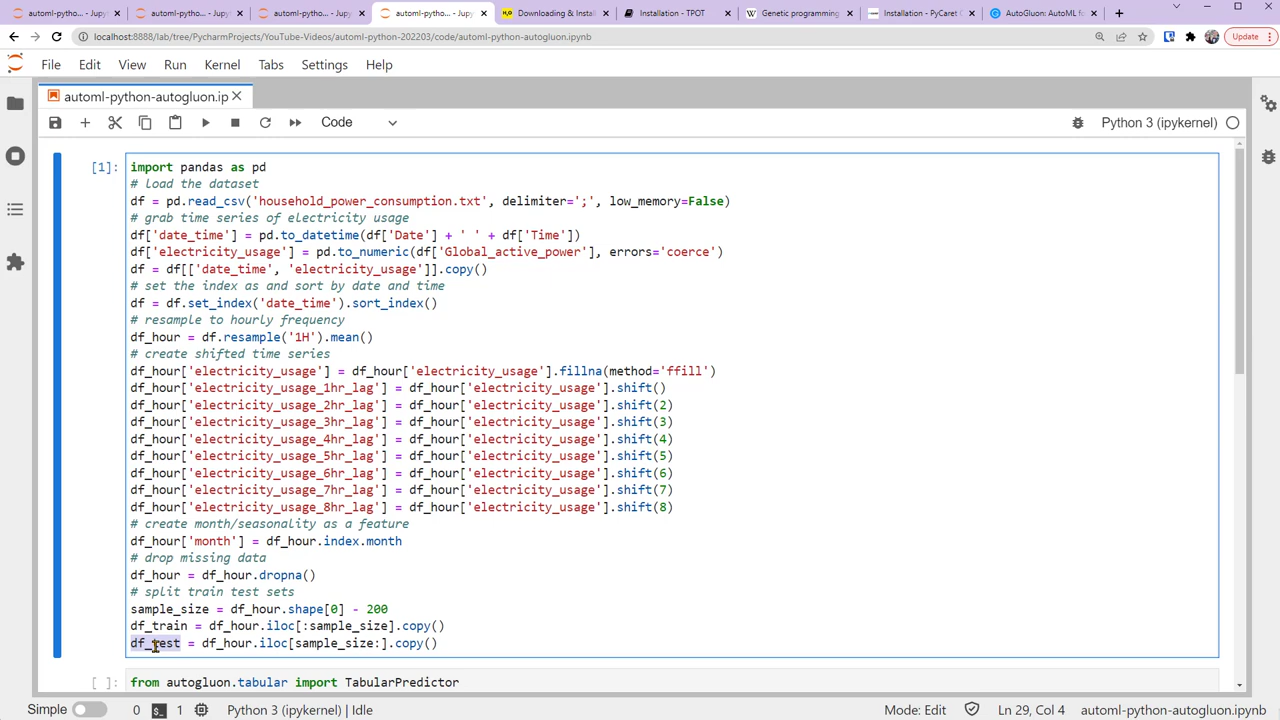 automl-python... - Jupy
automl-python... - Jupy
automl-python... - Jupy
automl-python... - Jupy
Downloading & Install
Installation - TPOT
Genetic programming
Installation - PyCaret
AutoGluon: AutoML fo
localhost:8888/lab/tree/PycharmProjects/YouTube-Videos/automl-python-202203/code/automl-python-autogluon.ipynb
Update
File Edit View Run Kernel Tabs Settings Help
automl-python-autogluon.ip
Code
Python 3 (ipykernel)
[1]:
import pandas as pd
# load the dataset
df = pd.read_csv('household_power_consumption.txt', delimiter=';', low_memory=False)
# grab time series of electricity usage
df['date_time'] = pd.to_datetime(df['Date'] + ' ' + df['Time'])
df['electricity_usage'] = pd.to_numeric(df['Global_active_power'], errors='coerce')
df = df[['date_time', 'electricity_usage']].copy()
# set the index as and sort by date and time
df = df.set_index('date_time').sort_index()
# resample to hourly frequency
df_hour = df.resample('1H').mean()
# create shifted time series
df_hour['electricity_usage'] = df_hour['electricity_usage'].fillna(method='ffill')
df_hour['electricity_usage_1hr_lag'] = df_hour['electricity_usage'].shift()
df_hour['electricity_usage_2hr_lag'] = df_hour['electricity_usage'].shift(2)
df_hour['electricity_usage_3hr_lag'] = df_hour['electricity_usage'].shift(3)
df_hour['electricity_usage_4hr_lag'] = df_hour['electricity_usage'].shift(4)
df_hour['electricity_usage_5hr_lag'] = df_hour['electricity_usage'].shift(5)
df_hour['electricity_usage_6hr_lag'] = df_hour['electricity_usage'].shift(6)
df_hour['electricity_usage_7hr_lag'] = df_hour['electricity_usage'].shift(7)
df_hour['electricity_usage_8hr_lag'] = df_hour['electricity_usage'].shift(8)
# create month/seasonality as a feature
df_hour['month'] = df_hour.index.month
# drop missing data
df_hour = df_hour.dropna()
# split train test sets
sample_size = df_hour.shape[0] - 200
df_train = df_hour.iloc[:sample_size].copy()
df_test = df_hour.iloc[sample_size:].copy()
[ ]:
from autogluon.tabular import TabularPredictor
Simple 0 $_ 1 Python 3 (ipykernel) | Idle Mode: Edit Ln 29, Col 4 automl-python-autogluon.ipynb